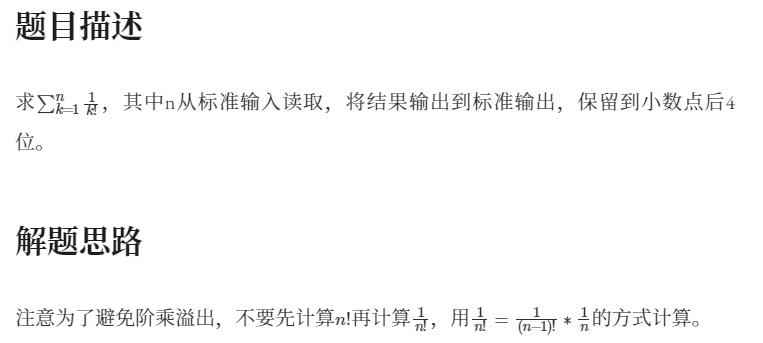 题目描述
求$\sum_{k=1}^{n} \frac{1}{k!}$，其中n从标准输入读取，将结果输出到标准输出，保留到小数点后4
位。
解题思路
注意为了避免阶乘溢出，不要先计算$n!$再计算$\frac{1}{n!}$，用$\frac{1}{n!} = \frac{1}{(n-1)!} * \frac{1}{n}$的方式计算。